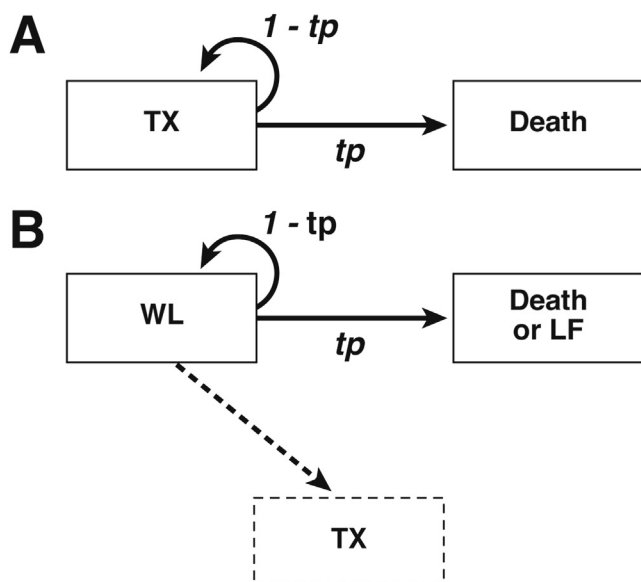 A
1 - tp
TX
Death
tp
B
1 - tp
WL
Death
or LF
tp
TX